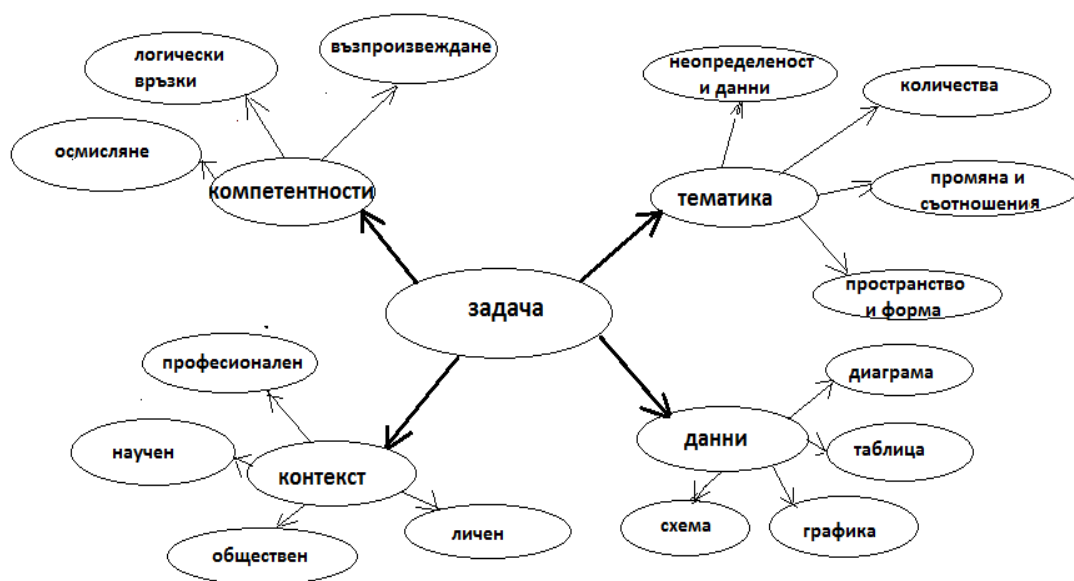 логически
връзки
възпроизвеждане
осмисляне
компетентности
неопределеност
и данни
количества
тематика
промяна и
съотношения
пространство
и форма
задача
професионален
научен
контекст
обществен
личен
данни
диаграма
таблица
схема
графика